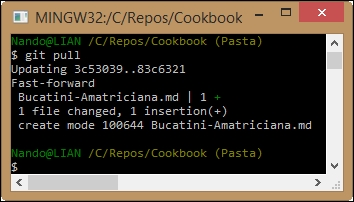 MINGW32:/C/Repos/Cookbook
Nando@LIAN /C/Repos/Cookbook (Pasta)
$ git pull
Updating 3c53039..83c6321
Fast-forward
 Bucatini-Amatriciana.md | 1 +
 1 file changed, 1 insertion(+)
 create mode 100644 Bucatini-Amatriciana.md
Nando@LIAN /C/Repos/Cookbook (Pasta)
$